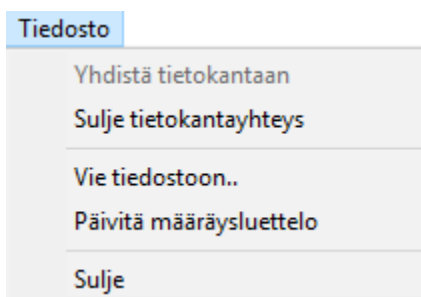 Tiedosto
Yhdistä tietokantaan
Sulje tietokantayhteys
Vie tiedostoon..
Päivitä määräysluettelo
Sulje